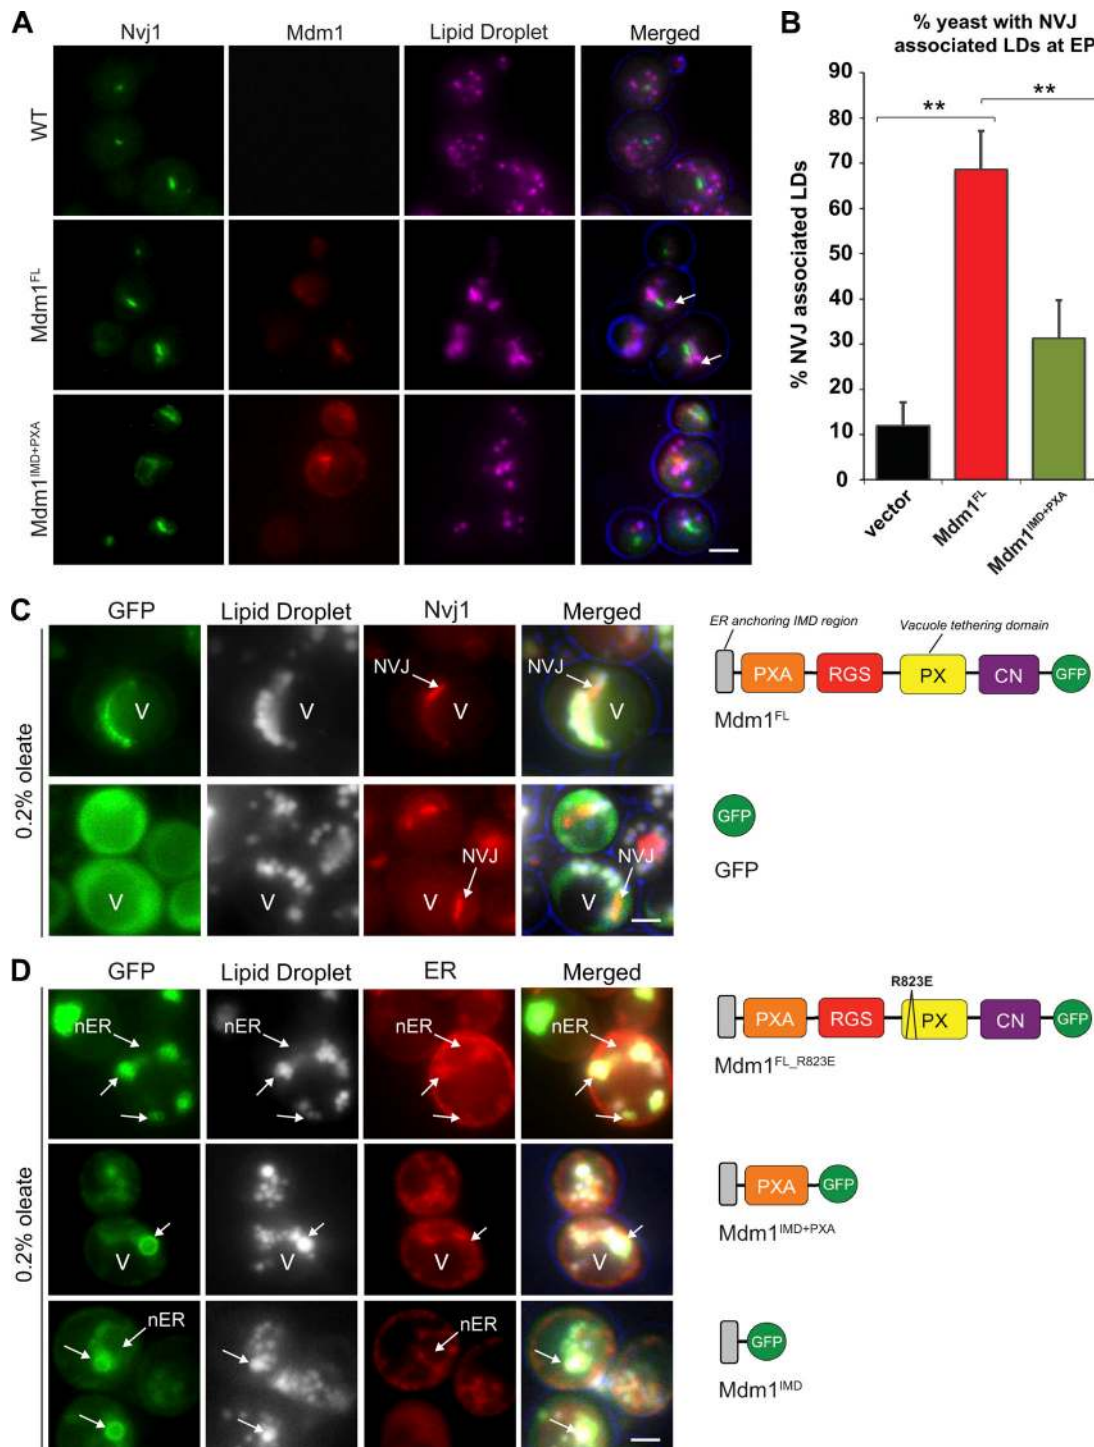 A
Nvj1 Mdm1 Lipid Droplet Merged
WT
Mdm1FL
Mdm1IMD+PXA
B
% yeast with NVJ
associated LDs at EP
% NVJ associated LDs
90
80
70
60
50
40
30
20
10
0
** **
vector Mdm1FL Mdm1IMD+PXA
C
GFP Lipid Droplet Nvj1 Merged
0.2% oleate
V V NVJ V NVJ V
V V NVJ V NVJ V
ER anchoring IMD region Vacuole tethering domain
PXA RGS PX CN GFP
Mdm1FL
GFP
GFP
D
GFP Lipid Droplet ER Merged
0.2% oleate
nER nER nER nER
V V V V
nER nER
R823E
PXA RGS PX CN GFP
Mdm1FL_R823E
PXA GFP
Mdm1IMD+PXA
GFP
Mdm1IMD